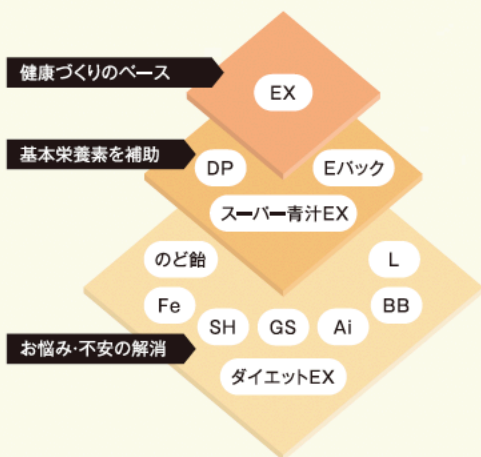 健康づくりのベース
EX
基本栄養素を補助
DP
Eパック
スーパー青汁EX
のど飴
L
Fe
BB
SH
GS
Ai
お悩み・不安の解消
ダイエットEX